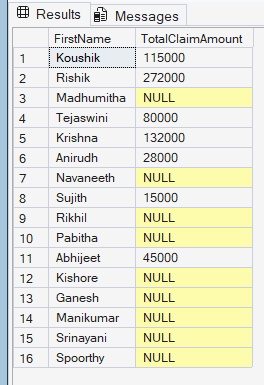 Results Messages
FirstName TotalClaimAmount
1 Koushik 115000
2 Rishik 272000
3 Madhumitha NULL
4 Tejaswini 80000
5 Krishna 132000
6 Anirudh 28000
7 Navaneeth NULL
8 Sujith 15000
9 Rikhil NULL
10 Pabitha NULL
11 Abhijeet 45000
12 Kishore NULL
13 Ganesh NULL
14 Manikumar NULL
15 Srinayani NULL
16 Spoorthy NULL